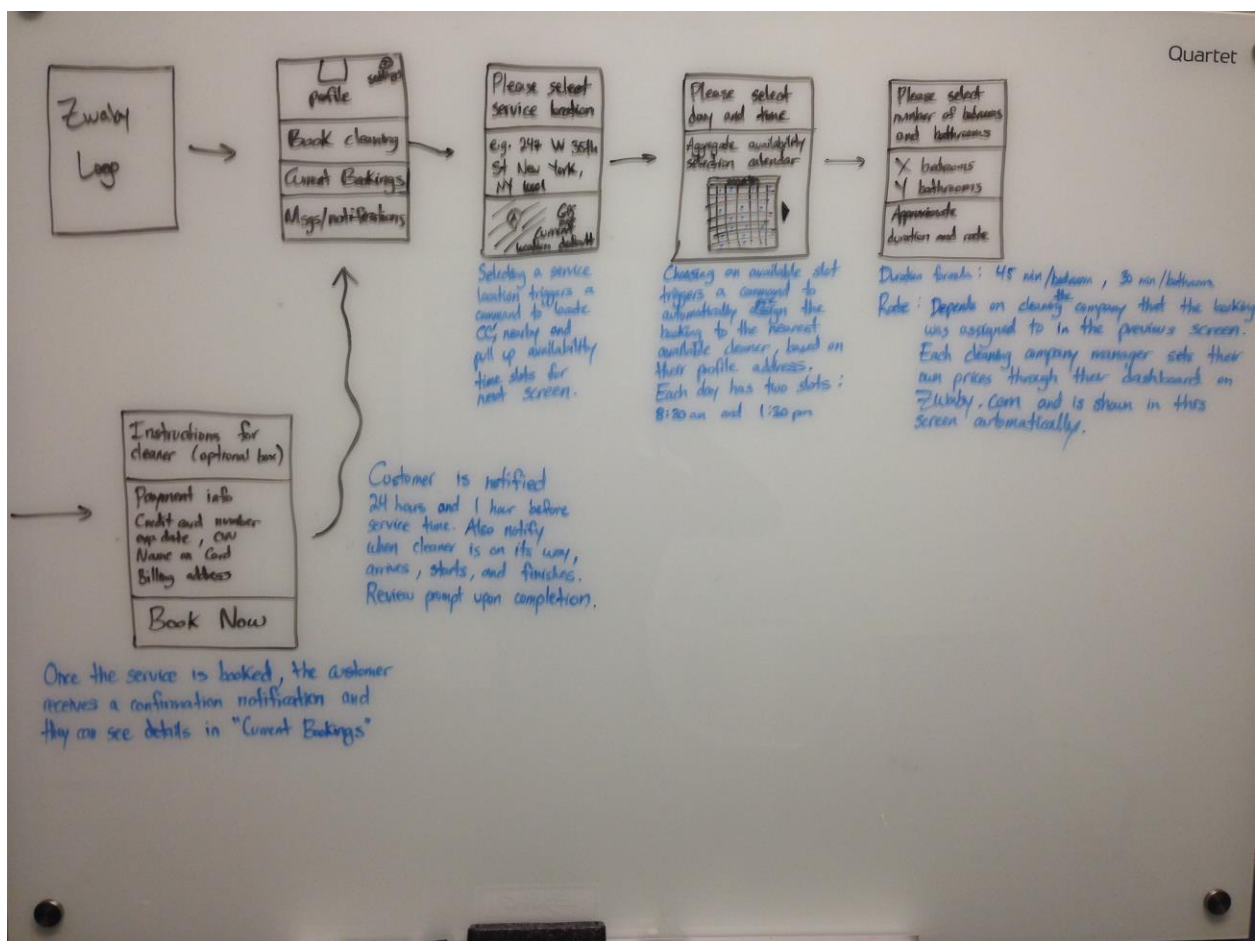 Quartet
Zwaby
Logo
settings
profile
Book cleaning
Current Bookings
Msgs/notifications
Please select
service location
e.g. 247 W 35th
St New York,
NY
GPS
current
location default
Selecting a service
location triggers a
command to locate
CCs nearby and
pull up availability
time slots for
next screen.
Please select
day and time
Aggregate availability
selection calendar
Choosing an available slot
triggers a command to
automatically assign the
booking to the nearest
available cleaner, based on
their profile address.
Each day has two slots:
8:30 am and 1:30 pm
Please select
number of bedrooms
and bathrooms
X bedrooms
Y bathrooms
Approximate
duration and rate
Duration formula: 45 min/bedroom, 30 min/bathroom
Rate: Depends on the cleaning company that the booking
was assigned to in the previous screen.
Each cleaning company manager sets their
own prices through their dashboard on
Zwaby.com and is shown in this
screen automatically.
Instructions for
cleaner (optional box)
Payment info
Credit card number
exp date, CVV
Name on Card
Billing address
Book Now
Once the service is booked, the customer
receives a confirmation notification and
they can see details in "Current Bookings"
Customer is notified
24 hours and 1 hour before
service time. Also notify
when cleaner is on its way,
arrives, starts, and finishes.
Review prompt upon completion.